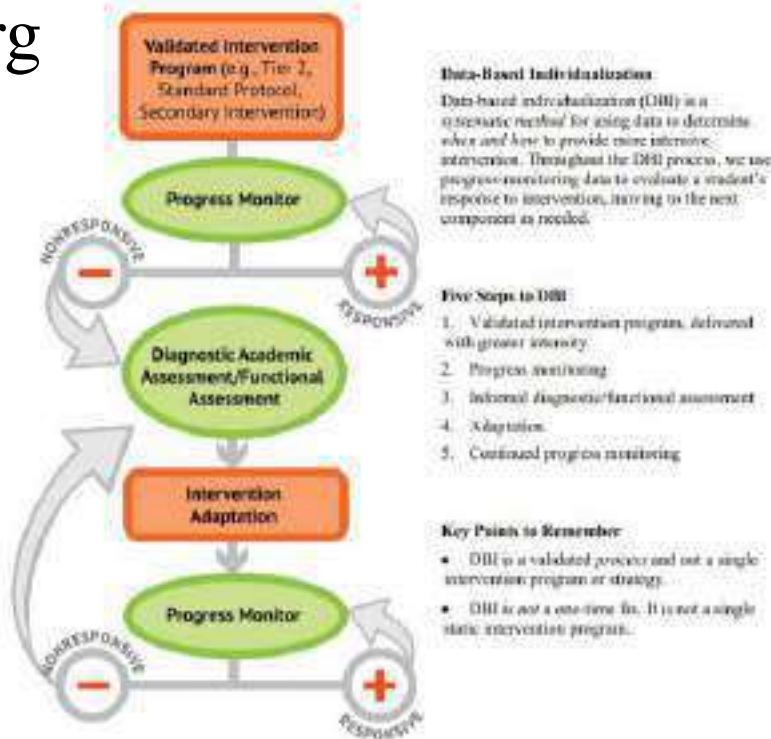 rg
Validated Intervention
Program (e.g., Tier 2,
Standard Protocol,
Secondary Intervention)
Progress Monitor
NONRESPONSIVE
RESPONSIVE
Diagnostic Academic
Assessment/Functional
Assessment
Intervention
Adaptation
Progress Monitor
NONRESPONSIVE
RESPONSIVE
Data-Based Individualization
Data-based individualization (DBI) is a
systematic method for using data to determine
when and how to provide more intensive
intervention. Throughout the DBI process, we use
progress-monitoring data to evaluate a student's
response to intervention, moving to the next
component as needed.
Five Steps to DBI
1. Validated intervention program, delivered
with greater intensity
2. Progress monitoring
3. Informal diagnostic/functional assessment
4. Adaptation
5. Continued progress monitoring
Key Points to Remember
• DBI is a validated process and not a single
intervention program or strategy.
• DBI is not a one-time fix. It is not a single
static intervention program.